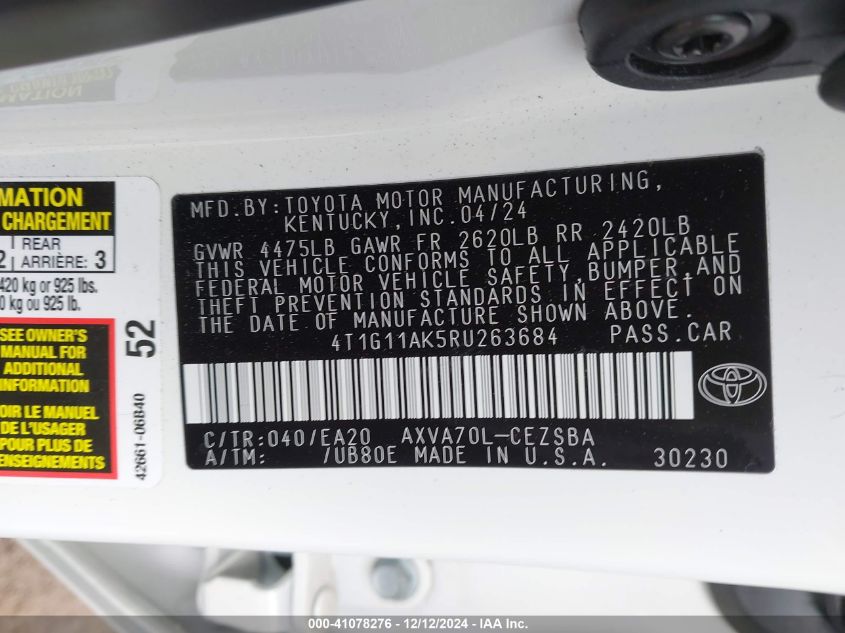 MATION
CHARGEMENT
REAR
2 ARRIÈRE: 3
420 kg or 925 lbs.
0 kg ou 925 lb.
SEE OWNER'S
MANUAL FOR
ADDITIONAL
INFORMATION
OIR LE MANUEL
DE L'USAGER
POUR PLUS DE
ENSEIGNEMENTS
52
42661-06B40
MFD.BY:TOYOTA MOTOR MANUFACTURING,
KENTUCKY,INC.04/24
GVWR 4475LB GAWR FR 2620LB RR 2420LB
THIS VEHICLE CONFORMS TO ALL APPLICABLE
FEDERAL MOTOR VEHICLE SAFETY,BUMPER,AND
THEFT PREVENTION STANDARDS IN EFFECT ON
THE DATE OF MANUFACTURE SHOWN ABOVE.
4T1G11AK5RU263684 PASS.CAR
C/TR:040/EA20 AXVA70L-CEZSBA
A/TM: /UB80E MADE IN U.S.A. 30230
000-41078276 - 12/12/2024 - IAA, Inc.